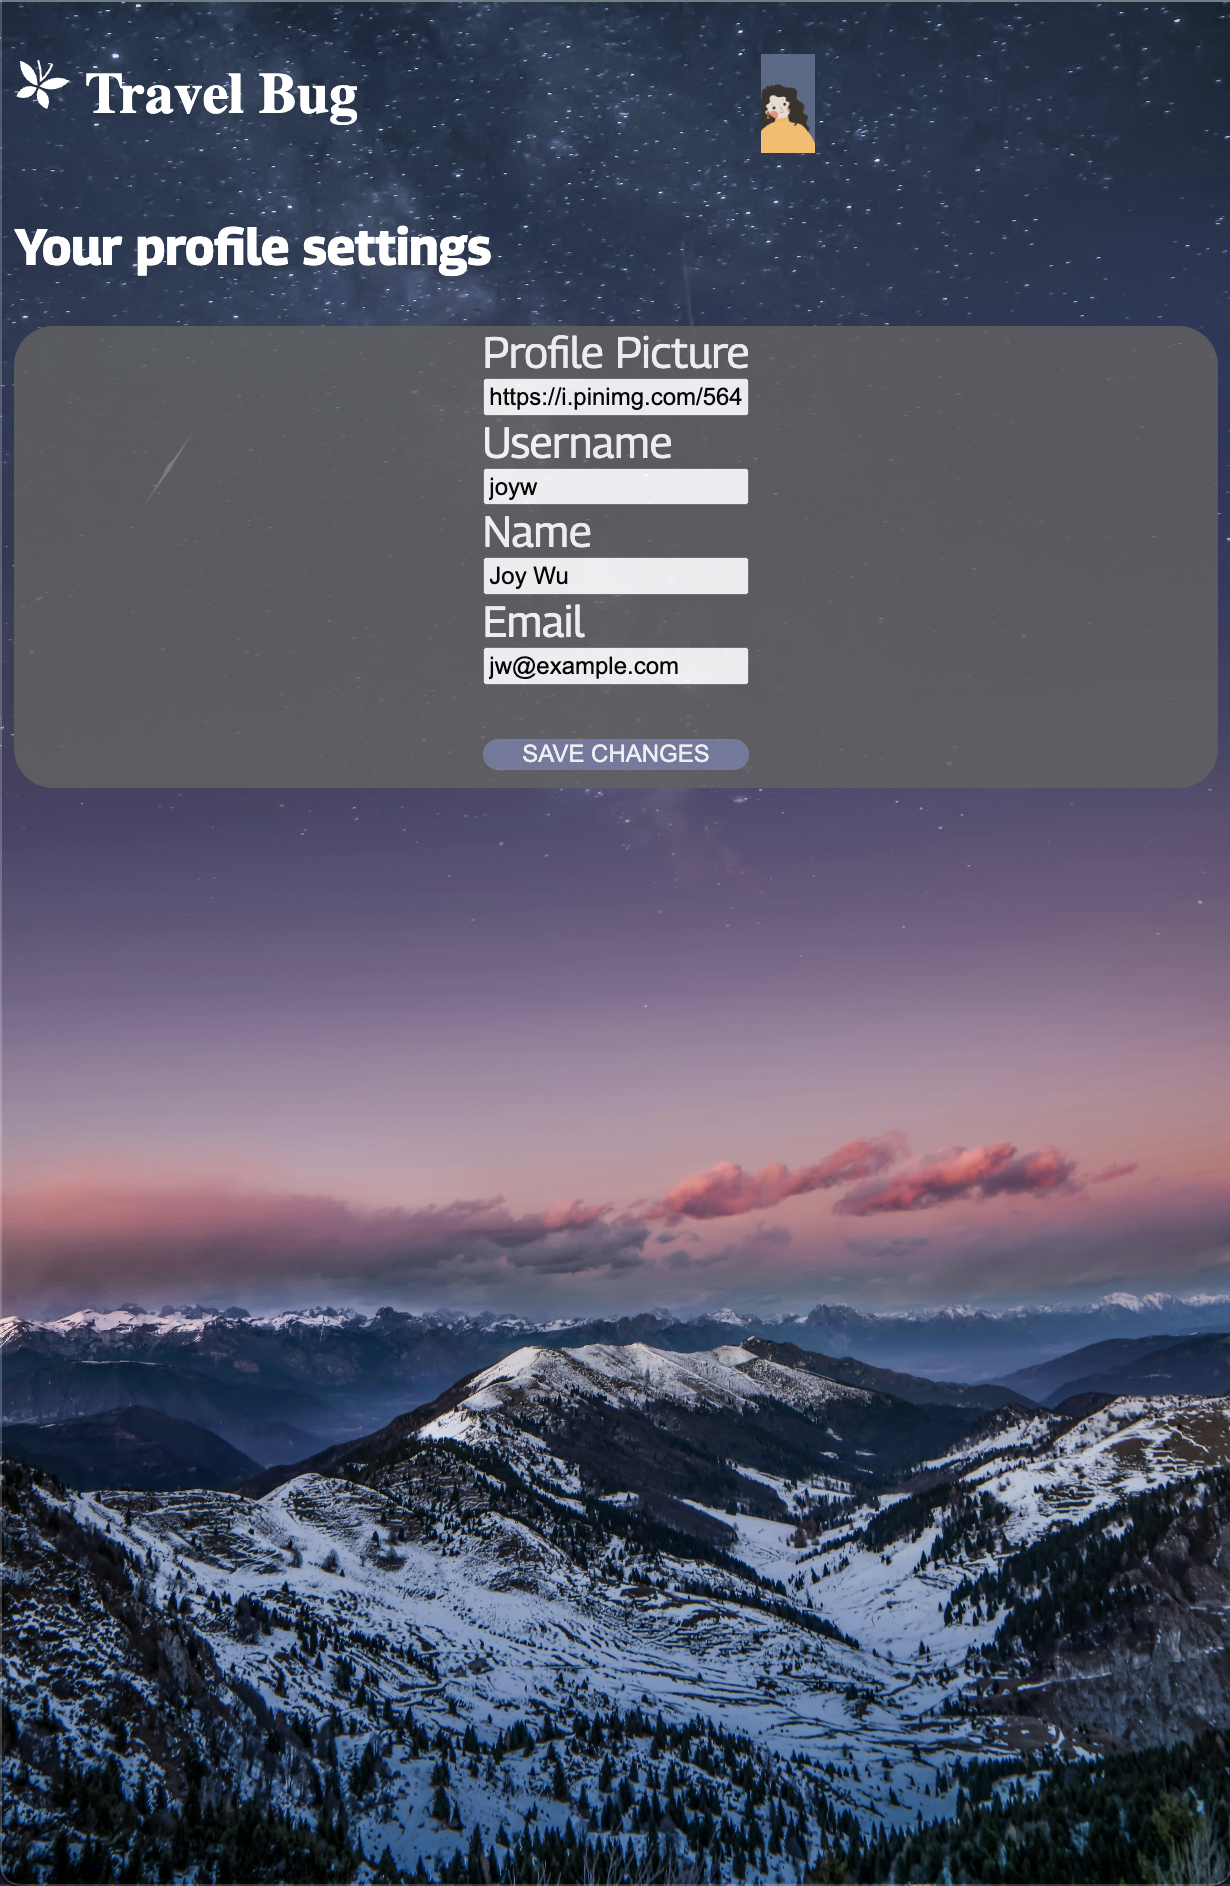 Travel Bug
Your profile settings
Profile Picture
https://i.pinimg.com/564
Username
joyw
Name
Joy Wu
Email
jw@example.com
SAVE CHANGES